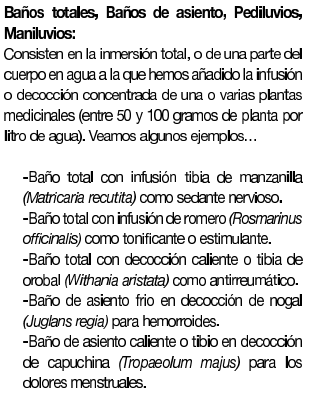 Baños totales, Baños de asiento, Pediluvios,
Maniluvios:
Consisten en la inmersión total, o de una parte del
cuerpo en agua a la que hemos añadido la infusión
o decocción concentrada de una o varias plantas
medicinales (entre 50 y 100 gramos de planta por
litro de agua). Veamos algunos ejemplos…
-Baño total con infusión tibia de manzanilla
(Matricaria recutita) como sedante nervioso.
-Baño total con infusión de romero (Rosmarinus
officinalis) como tonificante o estimulante.
-Baño total con decocción caliente o tibia de
orobal (Withania aristata) como antirreumático.
-Baño de asiento frio en decocción de nogal
(Juglans regia) para hemorroides.
-Baño de asiento caliente o tibio en decocción
de capuchina (Tropaeolum majus) para los
dolores menstruales.